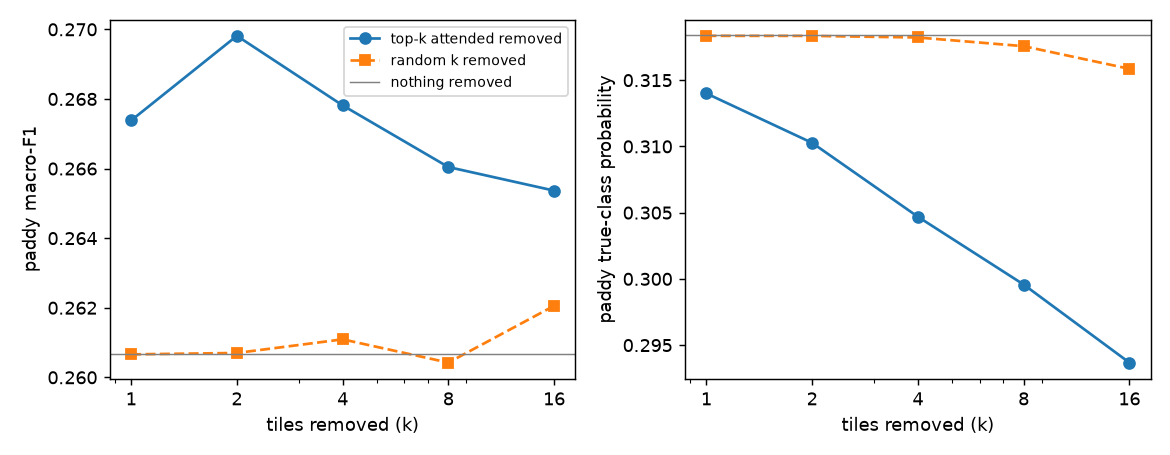 0.270
0.268
0.266
0.264
0.262
0.260
paddy macro-F1
1 2 4 8 16
tiles removed (k)
top-k attended removed
random k removed
nothing removed
0.315
0.310
0.305
0.300
0.295
paddy true-class probability
1 2 4 8 16
tiles removed (k)